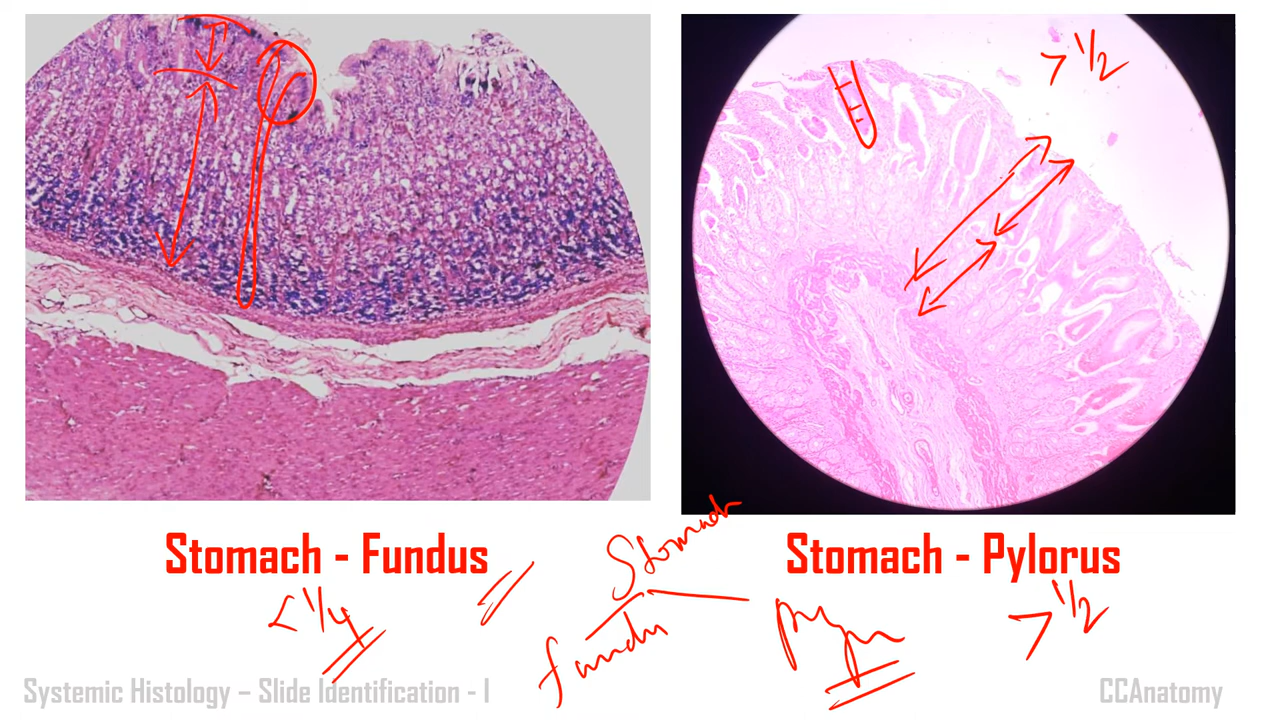 > 1/2
Stomach - Fundus
Stomach
Stomach - Pylorus
< 1/4
fundus
> 1/2
Systemic Histology – Slide Identification - I
CCAnatomy